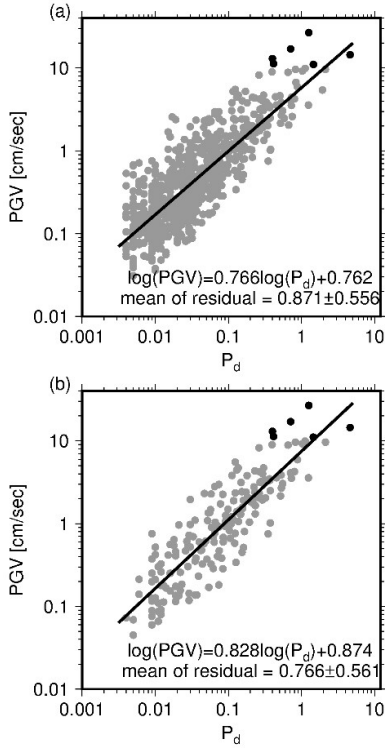 (a)
10
1
0.1
0.01
PGV [cm/sec]
log(PGV)=0.766log(Pd)+0.762
mean of residual = 0.871±0.556
0.001 0.01 0.1 1 10
Pd
(b)
10
1
0.1
0.01
PGV [cm/sec]
log(PGV)=0.828log(Pd)+0.874
mean of residual = 0.766±0.561
0.001 0.01 0.1 1 10
Pd